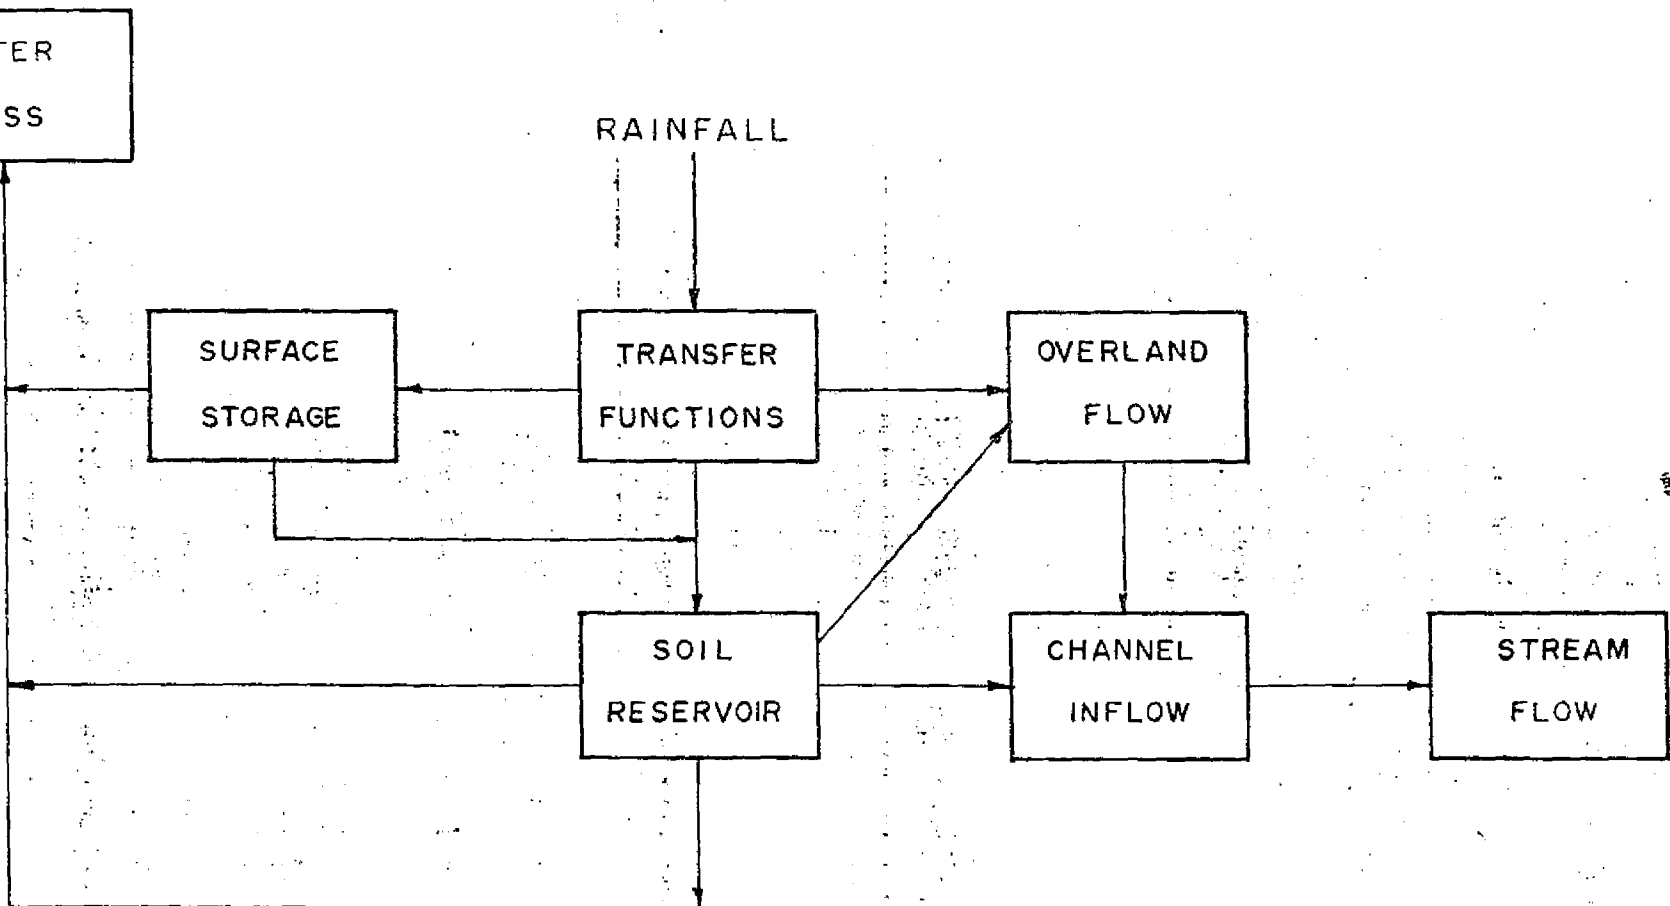 TER
SS
RAINFALL
SURFACE
STORAGE
TRANSFER
FUNCTIONS
OVERLAND
FLOW
SOIL
RESERVOIR
CHANNEL
INFLOW
STREAM
FLOW